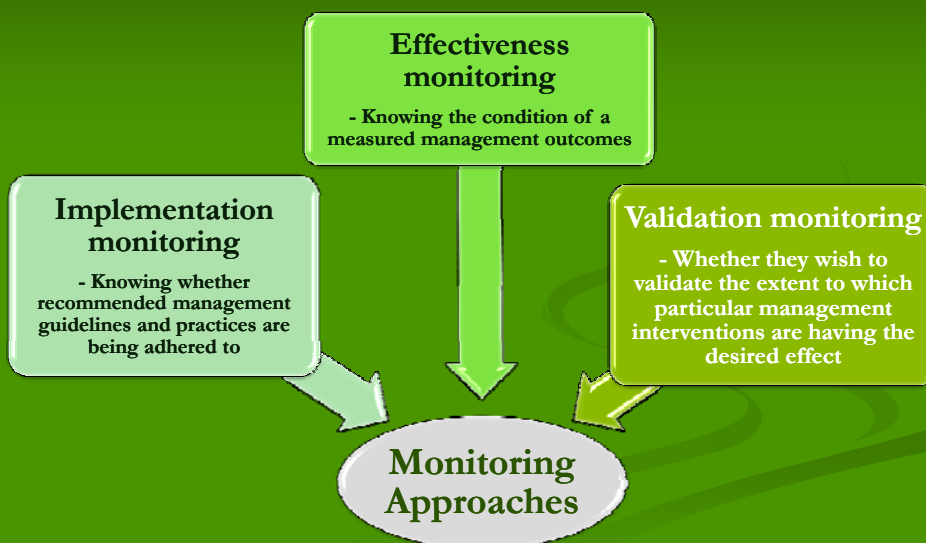 Effectiveness
monitoring
- Knowing the condition of a
measured management outcomes
Implementation
monitoring
- Knowing whether
recommended management
guidelines and practices are
being adhered to
Validation monitoring
- Whether they wish to
validate the extent to which
particular management
interventions are having the
desired effect
Monitoring
Approaches